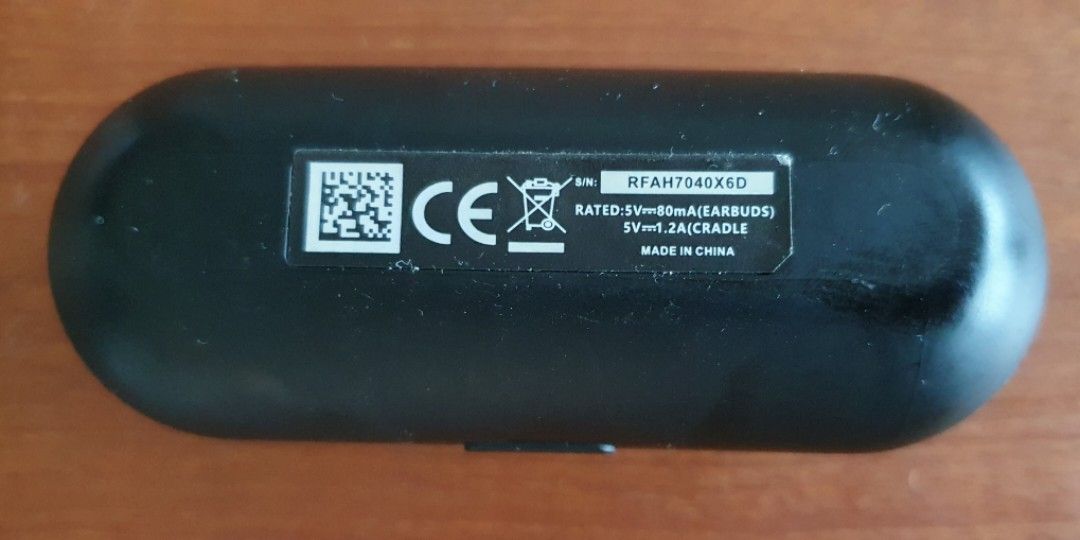 CE
S/N: RFAH7040X6D
RATED:5V⎓80mA(EARBUDS)
5V⎓1.2A(CRADLE
MADE IN CHINA